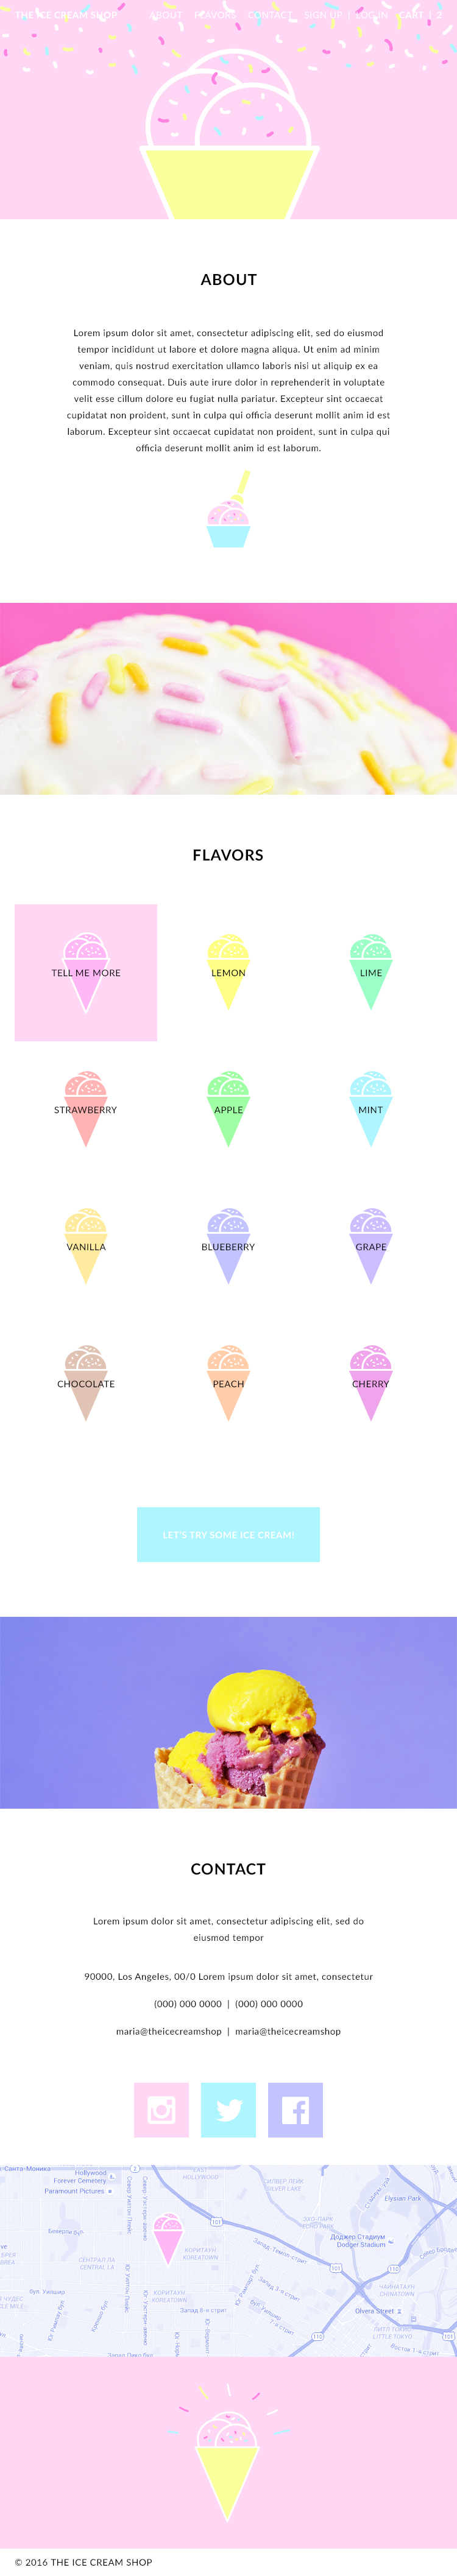 THE ICE CREAM SHOP ABOUT FLAVORS CONTACT SIGN UP | LOG IN CART | 2
ABOUT
Lorem ipsum dolor sit amet, consectetur adipiscing elit, sed do eiusmod
tempor incididunt ut labore et dolore magna aliqua. Ut enim ad minim
veniam, quis nostrud exercitation ullamco laboris nisi ut aliquip ex ea
commodo consequat. Duis aute irure dolor in reprehenderit in voluptate
velit esse cillum dolore eu fugiat nulla pariatur. Excepteur sint occaecat
cupidatat non proident, sunt in culpa qui officia deserunt mollit anim id est
laborum. Excepteur sint occaecat cupidatat non proident, sunt in culpa qui
officia deserunt mollit anim id est laborum.
FLAVORS
TELL ME MORE
LEMON
LIME
STRAWBERRY
APPLE
MINT
VANILLA
BLUEBERRY
GRAPE
CHOCOLATE
PEACH
CHERRY
LET'S TRY SOME ICE CREAM!
CONTACT
Lorem ipsum dolor sit amet, consectetur adipiscing elit, sed do
eiusmod tempor
90000, Los Angeles, 00/0 Lorem ipsum dolor sit amet, consectetur
(000) 000 0000 | (000) 000 0000
maria@theicecreamshop | maria@theicecreamshop
Санта-Моника
Hollywood
Forever Cemetery
Paramount Pictures
2
HOLLYWOOD
SILVER LAKE
Elysian Park
101
ЭХО-ПАРК
ECHO PARK
Доджер Стадиум
Dodger Stadium
КОРИТАУН
KOREATOWN
CENTRAL LA
101
110
ЧАЙНАТАУН
CHINATOWN
бул. Уилшир
КОРИТАУН
KOREATOWN
Запад 3-я стрит
Запад 8-я стрит
Olvera Street
LITTLE TOKYO
110
101
© 2016 THE ICE CREAM SHOP